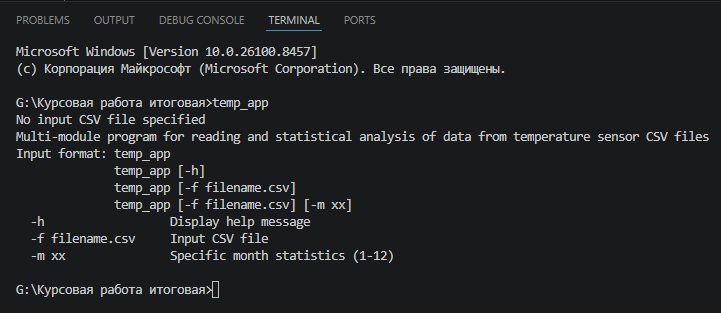 PROBLEMS OUTPUT DEBUG CONSOLE TERMINAL PORTS
Microsoft Windows [Version 10.0.26100.8457]
(c) Корпорация Майкрософт (Microsoft Corporation). Все права защищены.
G:\Курсовая работа итоговая>temp_app
No input CSV file specified
Multi-module program for reading and statistical analysis of data from temperature sensor CSV files
Input format: temp_app
temp_app [-h]
temp_app [-f filename.csv]
temp_app [-f filename.csv] [-m xx]
-h Display help message
-f filename.csv Input CSV file
-m xx Specific month statistics (1-12)
G:\Курсовая работа итоговая>